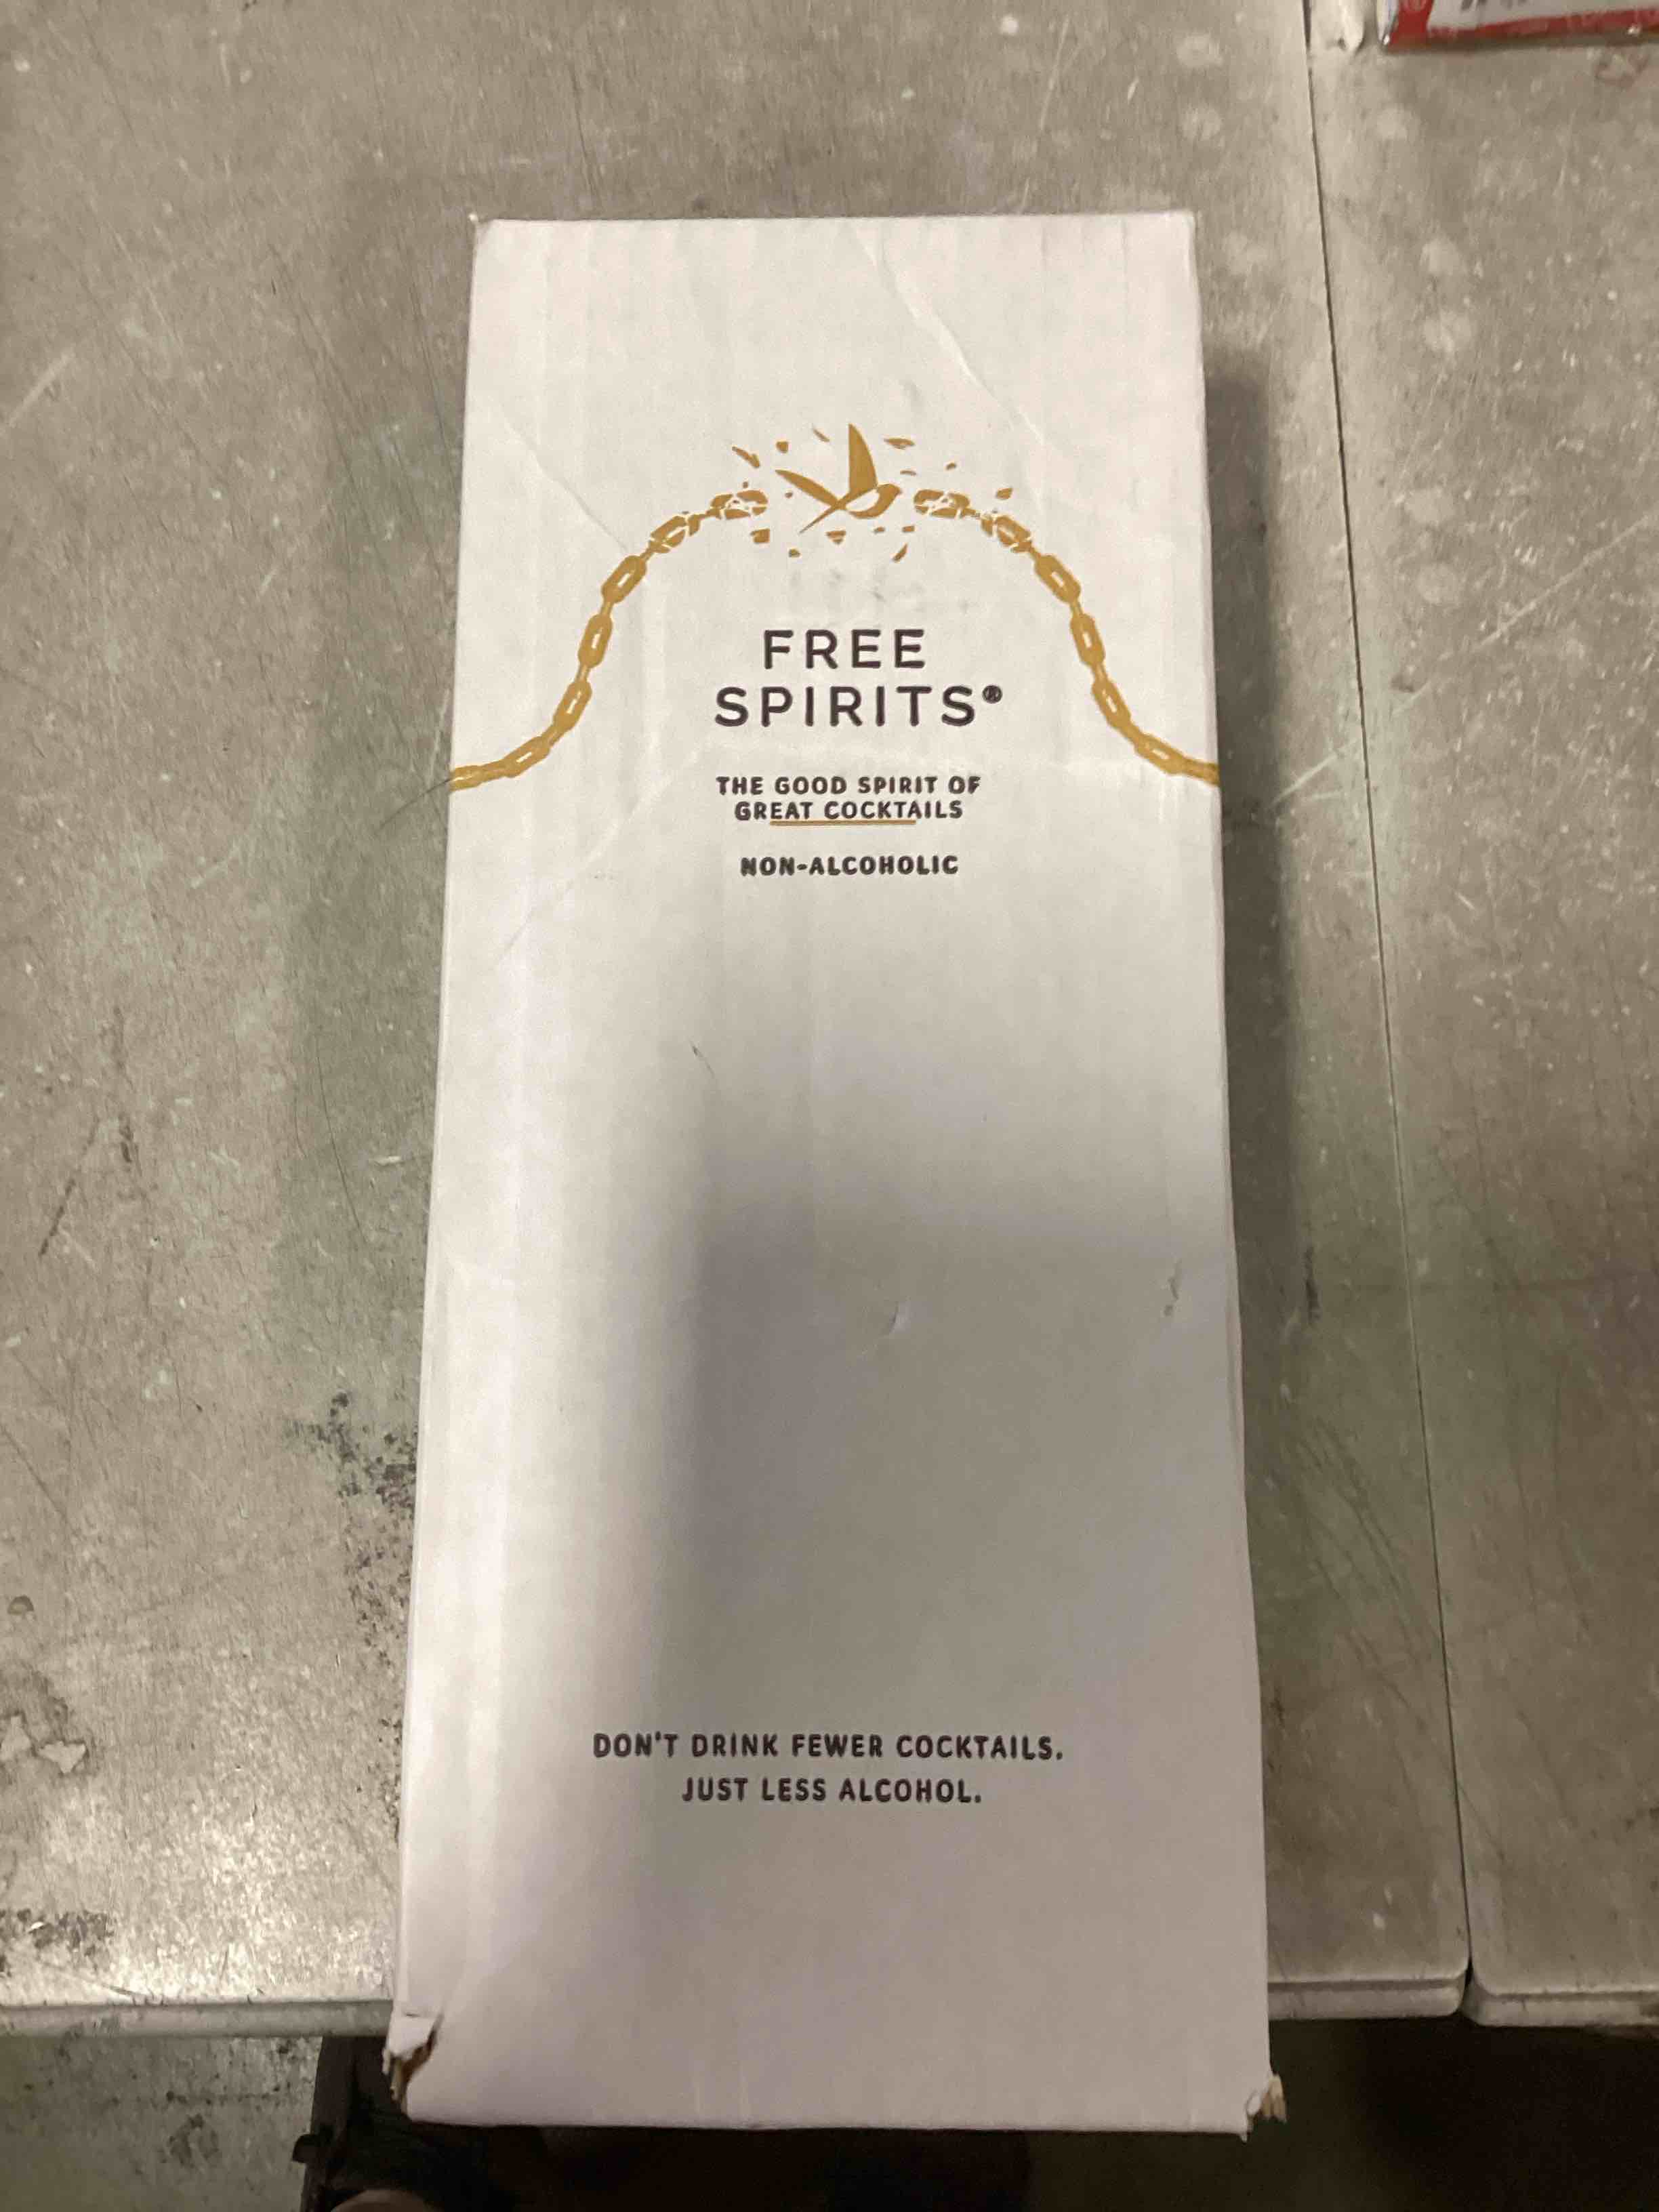 FREE
SPIRITS®
THE GOOD SPIRIT OF
GREAT COCKTAILS
NON-ALCOHOLIC
DON'T DRINK FEWER COCKTAILS.
JUST LESS ALCOHOL.